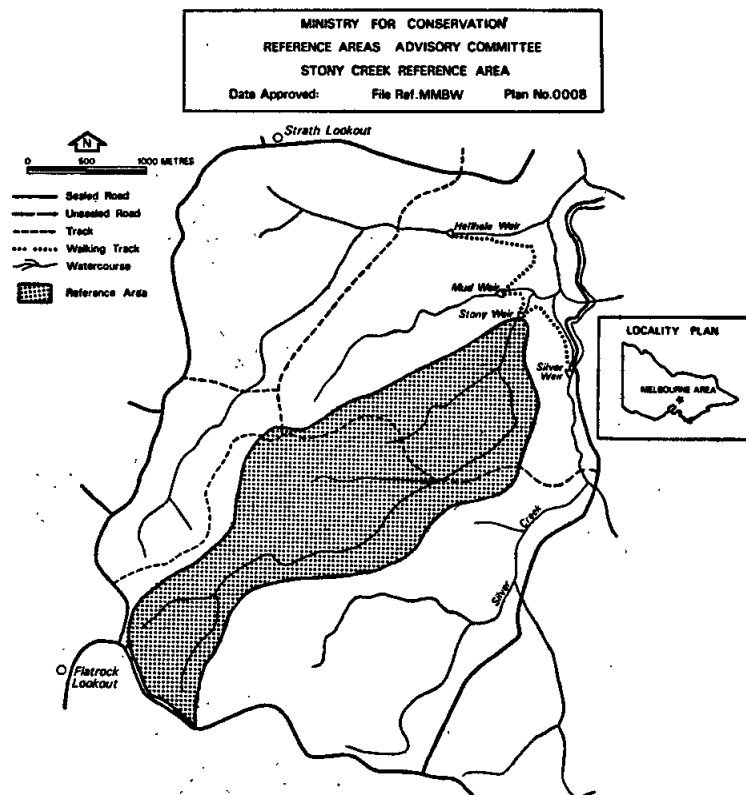 MINISTRY FOR CONSERVATION
REFERENCE AREAS ADVISORY COMMITTEE
STONY CREEK REFERENCE AREA
Date Approved: File Ref. MMBW Plan No. 0008
N
0 500 1000 METRES
Sealed Road
Unsealed Road
Track
Walking Track
Watercourse
Reference Area
Strath Lookout
Hellhole Weir
Mud Weir
Stony Weir
Silver Weir
LOCALITY PLAN
MELBOURNE AREA
Silver Creek
Flatrock
Lookout